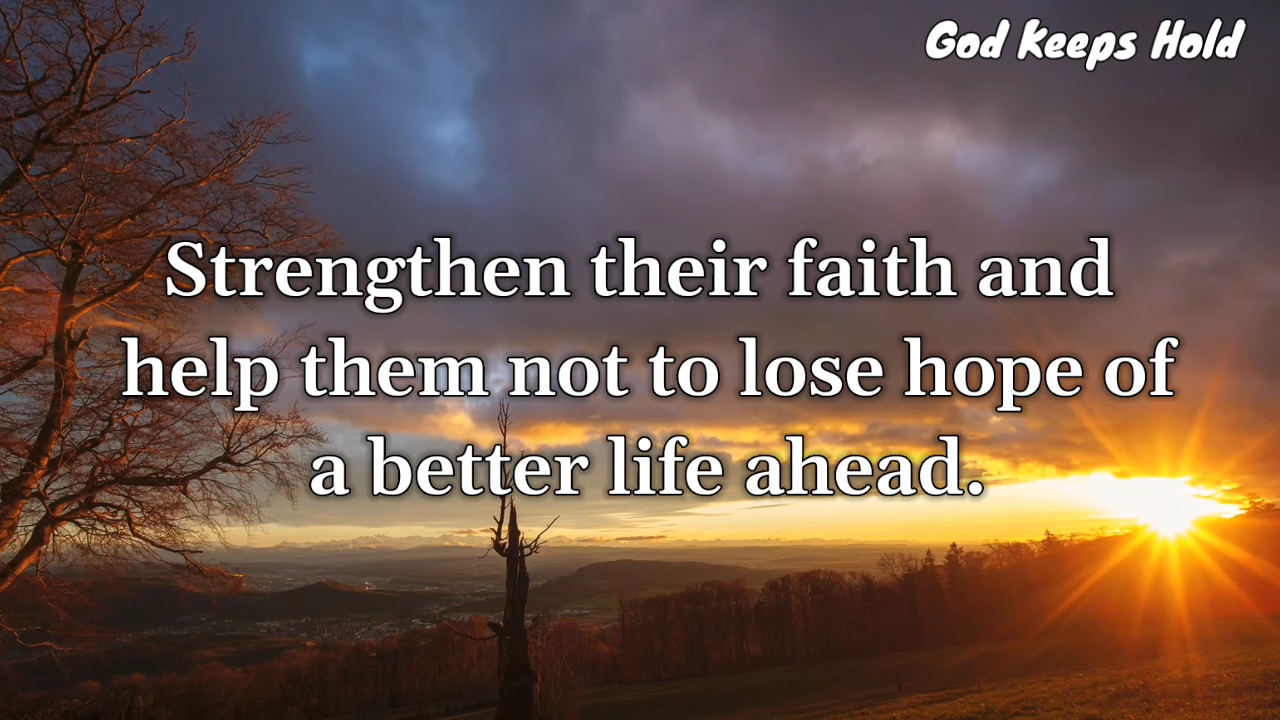 God Keeps Hold
Strengthen their faith and
help them not to lose hope of
a better life ahead.